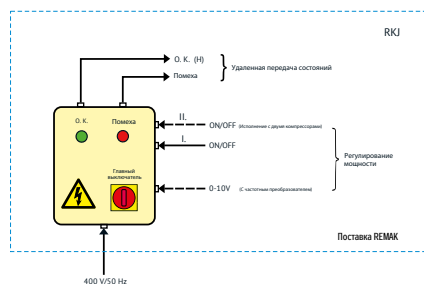 RKJ
O. K. (H)
Помеха
Удаленная передача состояний
O. K.
Помеха
II.
ON/OFF (Исполнение с двумя компрессорами)
I.
ON/OFF
Регулирование
мощности
Главный
выключатель
0-10V (С частотным преобразователем)
Поставка REMAK
400 V/50 Hz